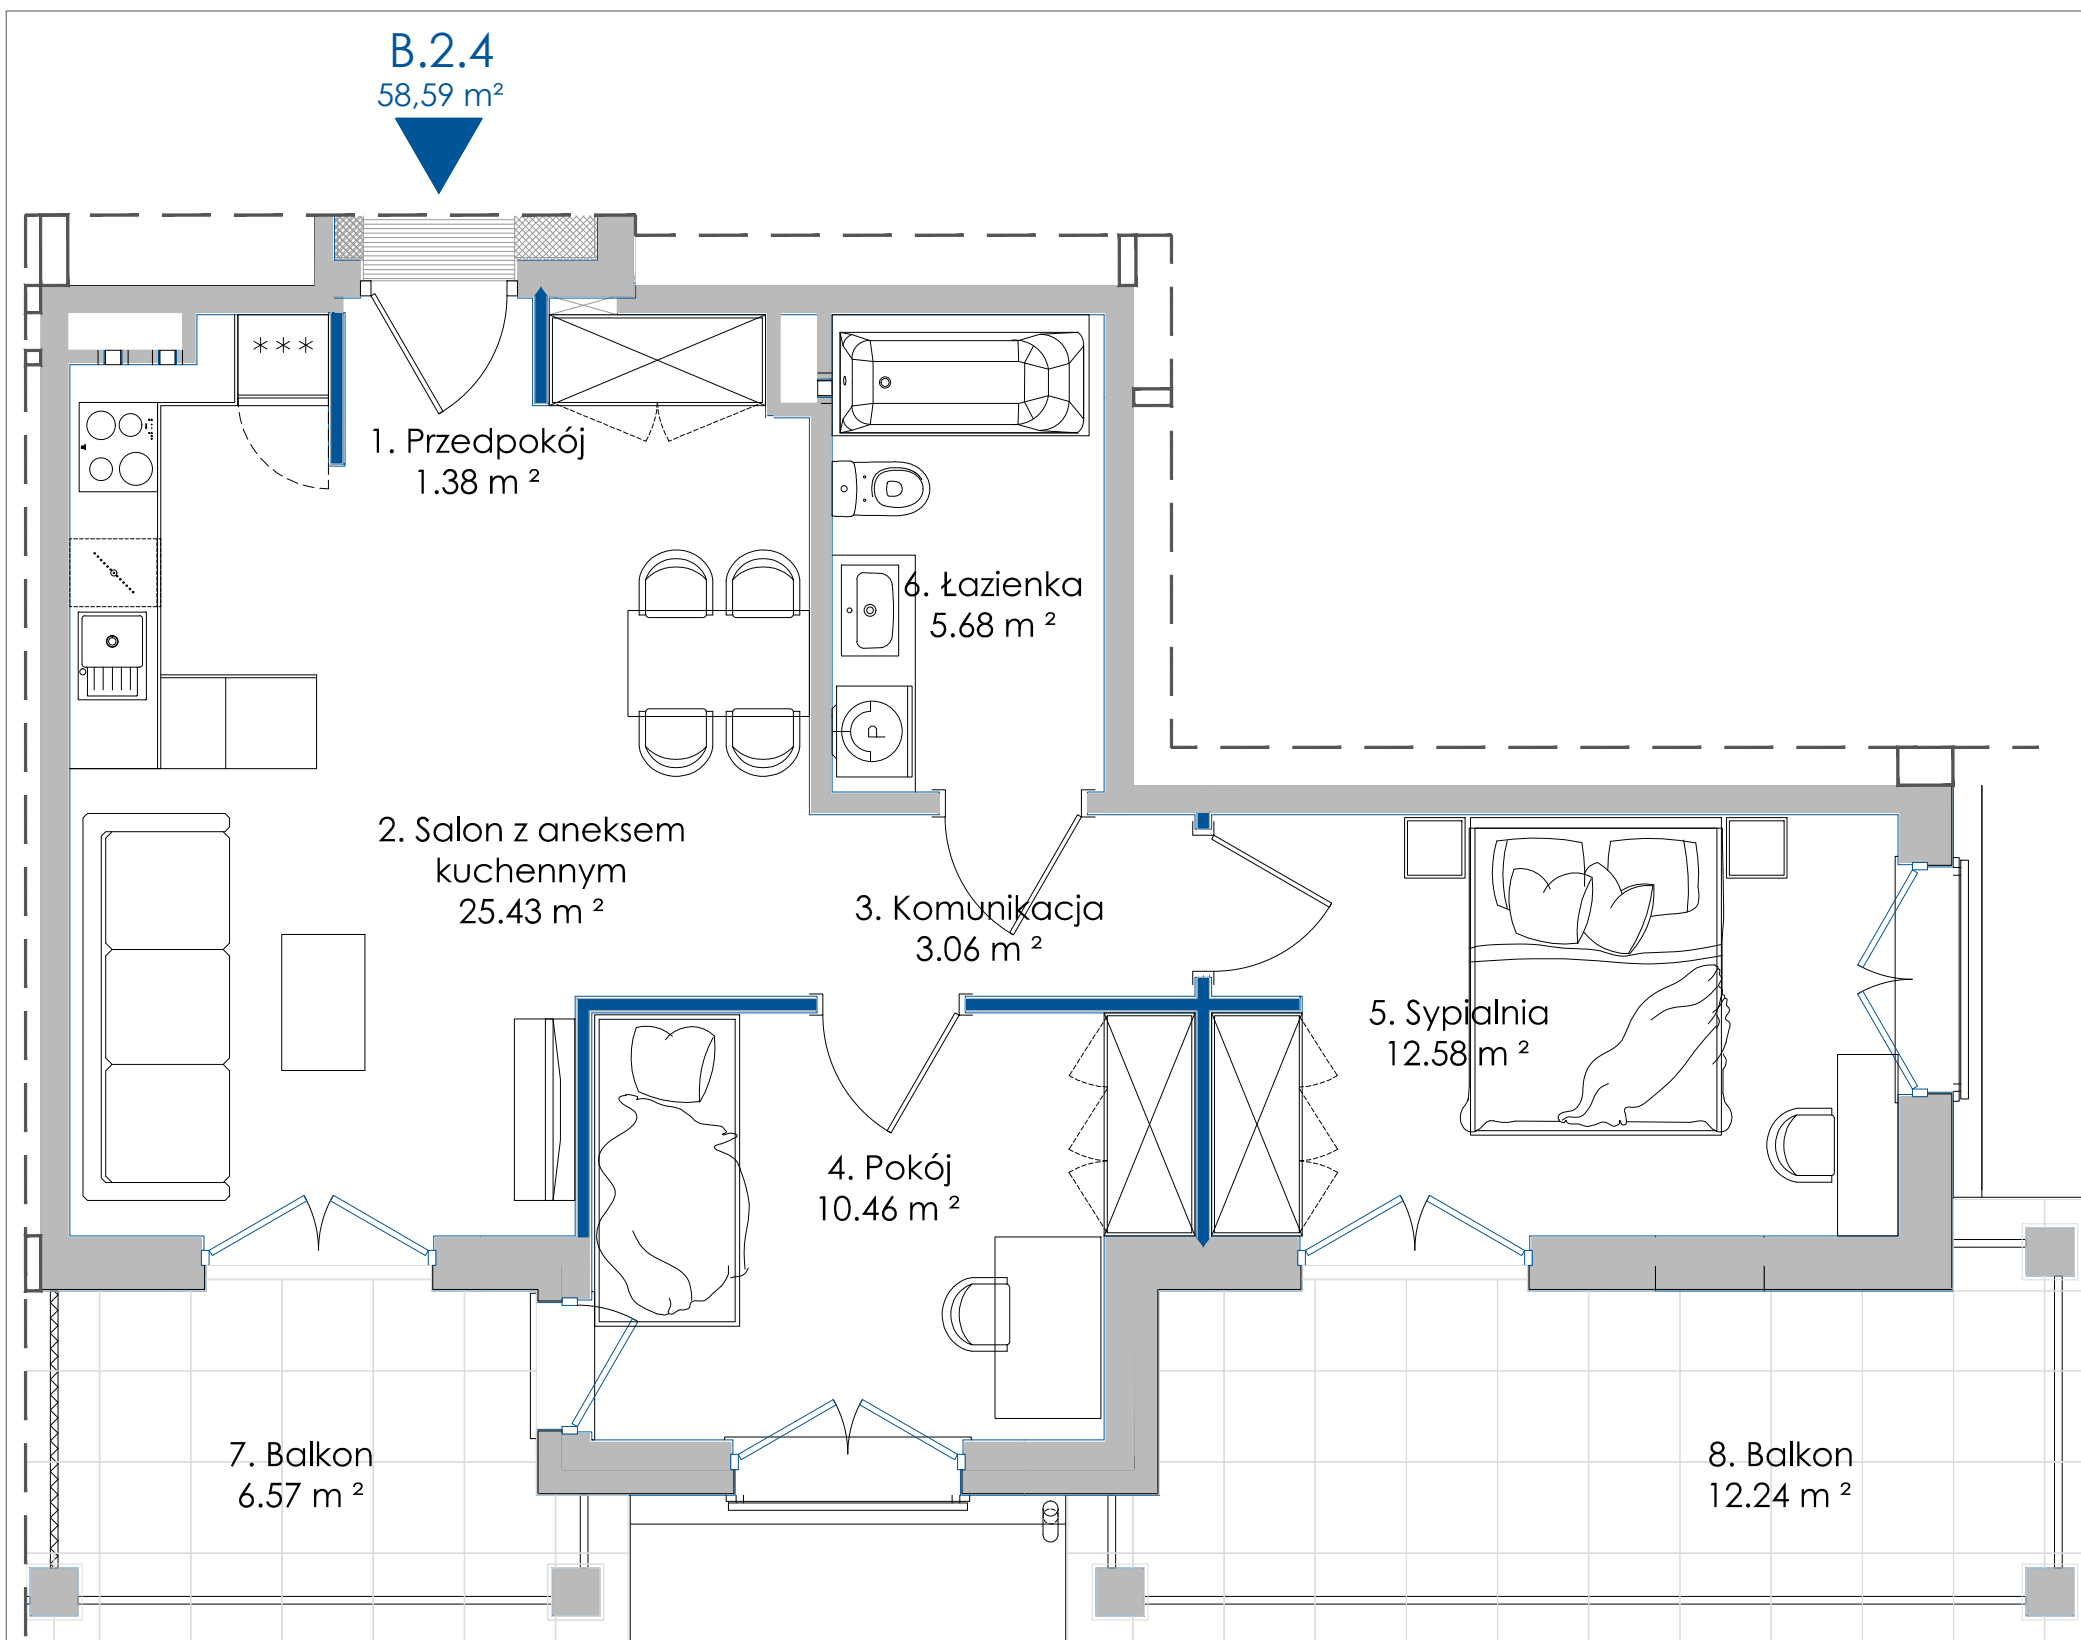 B.2.4
58,59 m²
***
1. Przedpokój
1.38 m ²
6. Łazienka
5.68 m ²
P
2. Salon z aneksem
kuchennym
25.43 m ²
3. Komunikacja
3.06 m ²
5. Sypialnia
12.58 m ²
4. Pokój
10.46 m ²
7. Balkon
6.57 m ²
8. Balkon
12.24 m ²